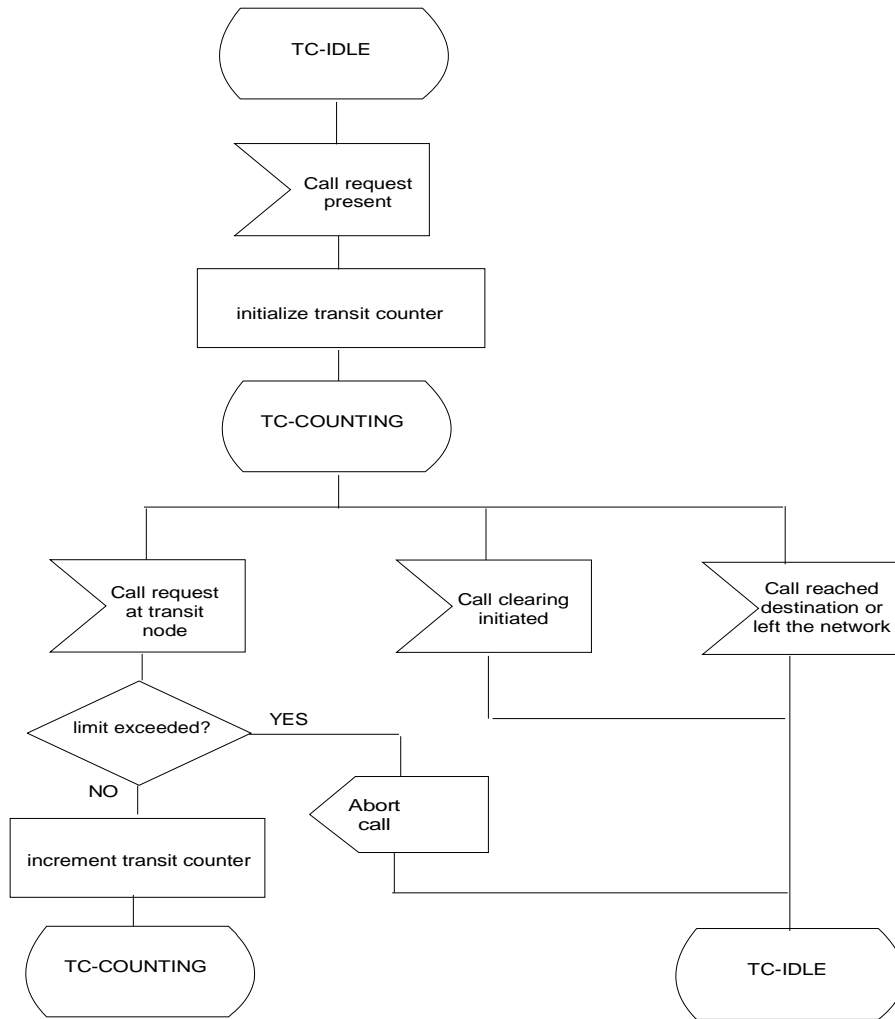 TC-IDLE
Call request
present
initialize transit counter
TC-COUNTING
Call request
at transit
node
Call clearing
initiated
Call reached
destination or
left the network
limit exceeded?
YES
NO
Abort
call
increment transit counter
TC-COUNTING
TC-IDLE